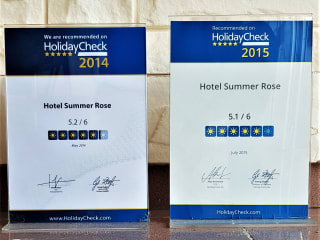 We are recommended on
HolidayCheck
2014
Hotel Summer Rose
5.2 / 6
May, 2014
www.HolidayCheck.com
Recommended on
HolidayCheck
2015
Hotel Summer Rose
5.1 / 6
July, 2015
www.HolidayCheck.com